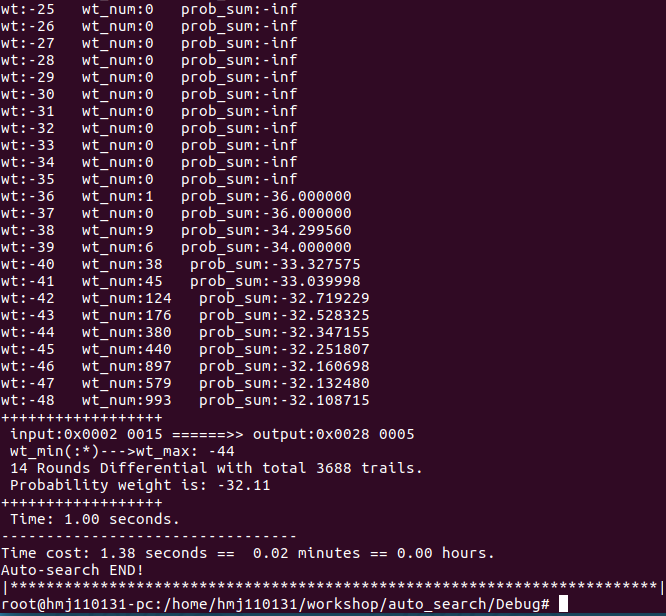 wt:-25   wt_num:0   prob_sum:-inf
wt:-26   wt_num:0   prob_sum:-inf
wt:-27   wt_num:0   prob_sum:-inf
wt:-28   wt_num:0   prob_sum:-inf
wt:-29   wt_num:0   prob_sum:-inf
wt:-30   wt_num:0   prob_sum:-inf
wt:-31   wt_num:0   prob_sum:-inf
wt:-32   wt_num:0   prob_sum:-inf
wt:-33   wt_num:0   prob_sum:-inf
wt:-34   wt_num:0   prob_sum:-inf
wt:-35   wt_num:0   prob_sum:-inf
wt:-36   wt_num:1   prob_sum:-36.000000
wt:-37   wt_num:0   prob_sum:-36.000000
wt:-38   wt_num:9   prob_sum:-34.299560
wt:-39   wt_num:6   prob_sum:-34.000000
wt:-40   wt_num:38   prob_sum:-33.327575
wt:-41   wt_num:45   prob_sum:-33.039998
wt:-42   wt_num:124   prob_sum:-32.719229
wt:-43   wt_num:176   prob_sum:-32.528325
wt:-44   wt_num:380   prob_sum:-32.347155
wt:-45   wt_num:440   prob_sum:-32.251807
wt:-46   wt_num:897   prob_sum:-32.160698
wt:-47   wt_num:579   prob_sum:-32.132480
wt:-48   wt_num:993   prob_sum:-32.108715
++++++++++++++++++
 input:0x0002 0015 ======>> output:0x0028 0005
 wt_min(:*)--->wt_max: -44
 14 Rounds Differential with total 3688 trails.
 Probability weight is: -32.11
++++++++++++++++++
 Time: 1.00 seconds.
---------------------------------
Time cost: 1.38 seconds ==  0.02 minutes == 0.00 hours.
Auto-search END!
|************************************************************************|
root@hmj110131-pc:/home/hmj110131/workshop/auto_search/Debug#